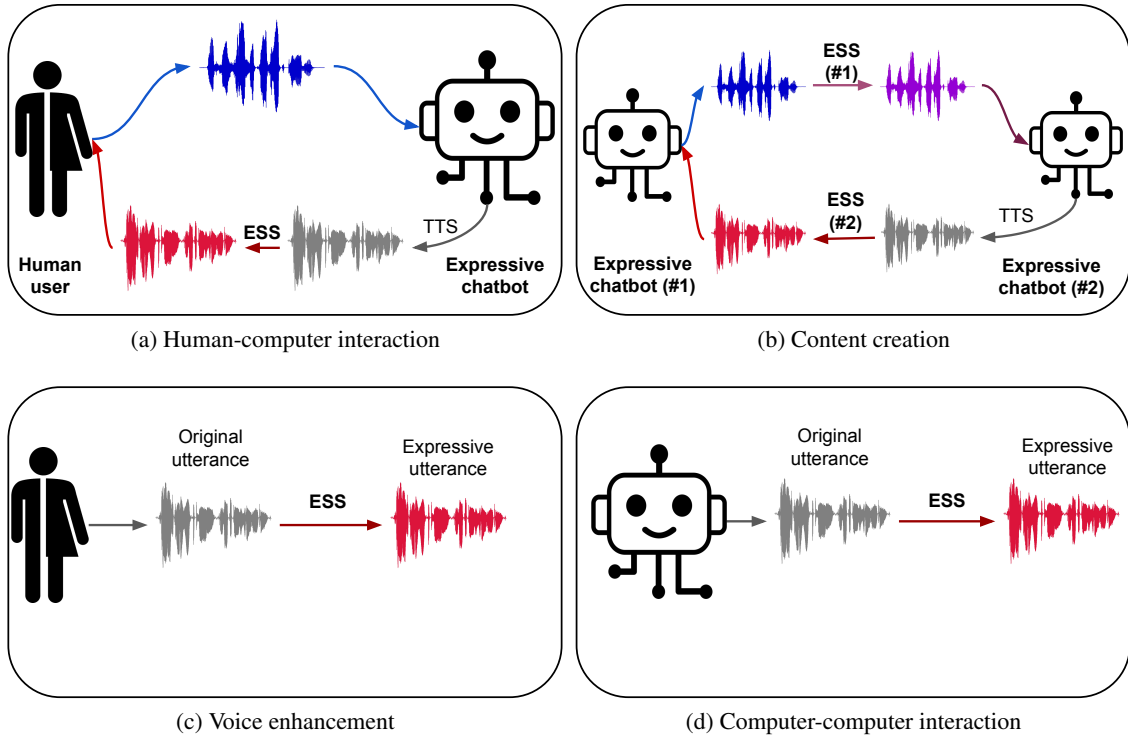 TTS
ESS
Human
user
Expressive
chatbot
(a) Human-computer interaction
ESS
(#1)
ESS
(#2)
TTS
Expressive
chatbot (#1)
Expressive
chatbot (#2)
(b) Content creation
Original
utterance
ESS
Expressive
utterance
(c) Voice enhancement
Original
utterance
ESS
Expressive
utterance
(d) Computer-computer interaction